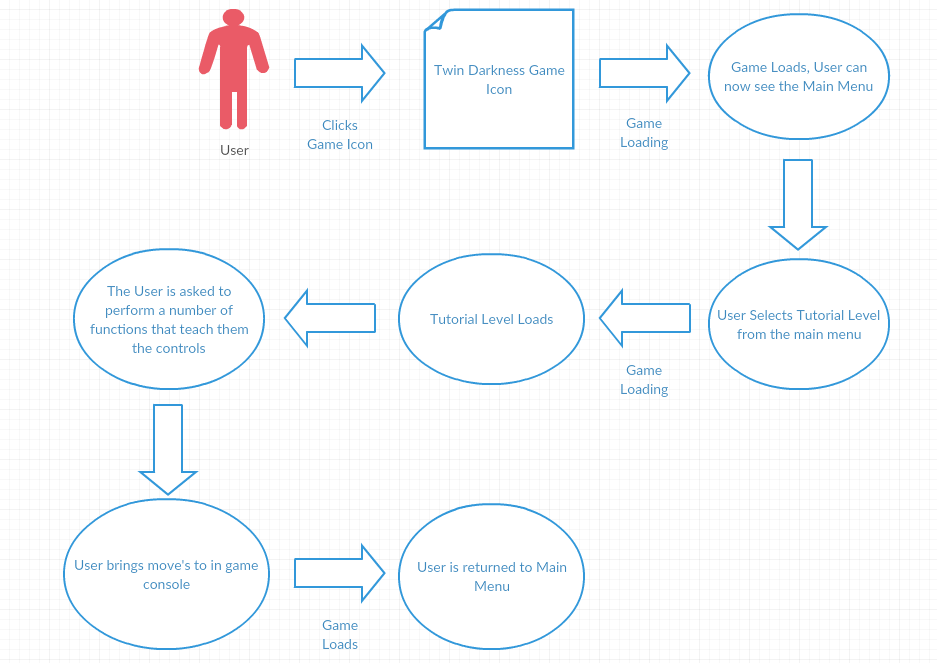 User
Clicks
Game Icon
Twin Darkness Game
Icon
Game
Loading
Game Loads, User can
now see the Main Menu
User Selects Tutorial Level
from the main menu
Game
Loading
Tutorial Level Loads
The User is asked to
perform a number of
functions that teach them
the controls
User brings move's to in game
console
Game
Loads
User is returned to Main
Menu